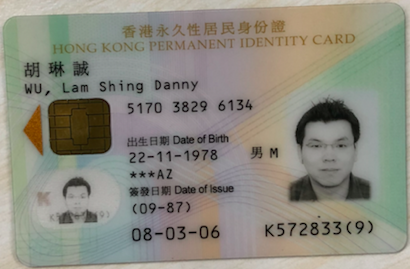 香港永久性居民身份證
HONG KONG PERMANENT IDENTITY CARD
胡琳誠
WU, Lam Shing Danny
5170 3829 6134
出生日期 Date of Birth
22-11-1978 男 M
***AZ
簽發日期 Date of Issue
(09-87)
08-03-06
K572833(9)